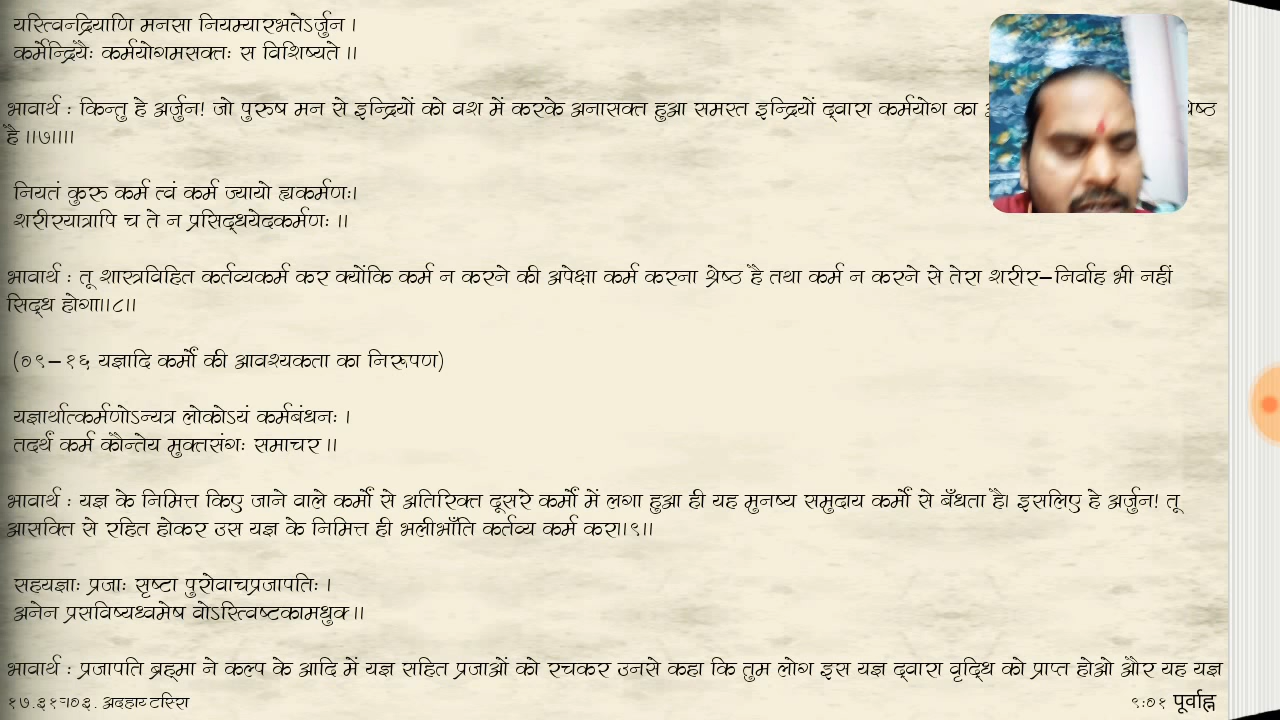 यस्त्विन्द्रियाणि मनसा नियम्यारभतेऽर्जुन ।
कर्मेन्द्रियैः कर्मयोगमसक्तः स विशिष्यते ।।
भावार्थ : किन्तु हे अर्जुन! जो पुरुष मन से इन्द्रियों को वश में करके अनासक्त हुआ समस्त इन्द्रियों द्वारा कर्मयोग का
है ।।७।।।।
नियतं कुरु कर्म त्वं कर्म ज्यायो ह्यकर्मणः।
शरीरयात्रापि च ते न प्रसिद्धयेदकर्मणः ।।
भावार्थ : तू शास्त्रविहित कर्तव्यकर्म कर क्योंकि कर्म न करने की अपेक्षा कर्म करना श्रेष्ठ है तथा कर्म न करने से तेरा शरीर-निर्वाह भी नहीं
सिद्ध होगा।।८।।
(०९-१६ यज्ञादि कर्मों की आवश्यकता का निरूपण)
यज्ञार्थात्कर्मणोऽन्यत्र लोकोऽयं कर्मबंधनः ।
तदर्थं कर्म कौन्तेय मुक्तसंगः समाचर ।।
भावार्थ : यज्ञ के निमित्त किए जाने वाले कर्मों से अतिरिक्त दूसरे कर्मों में लगा हुआ ही यह मुनष्य समुदाय कर्मों से बँधता है। इसलिए हे अर्जुन! तू
आसक्ति से रहित होकर उस यज्ञ के निमित्त ही भलीभाँति कर्तव्य कर्म कर।।९।।
सहयज्ञाः प्रजाः सृष्टा पुरोवाचप्रजापतिः ।
अनेन प्रसविष्यध्वमेष वोऽस्त्विष्टकामधुक ।।
भावार्थ : प्रजापति ब्रह्मा ने कल्प के आदि में यज्ञ सहित प्रजाओं को रचकर उनसे कहा कि तुम लोग इस यज्ञ द्वारा वृद्धि को प्राप्त होओ और यह यज्ञ
९:०१ पूर्वाह्न